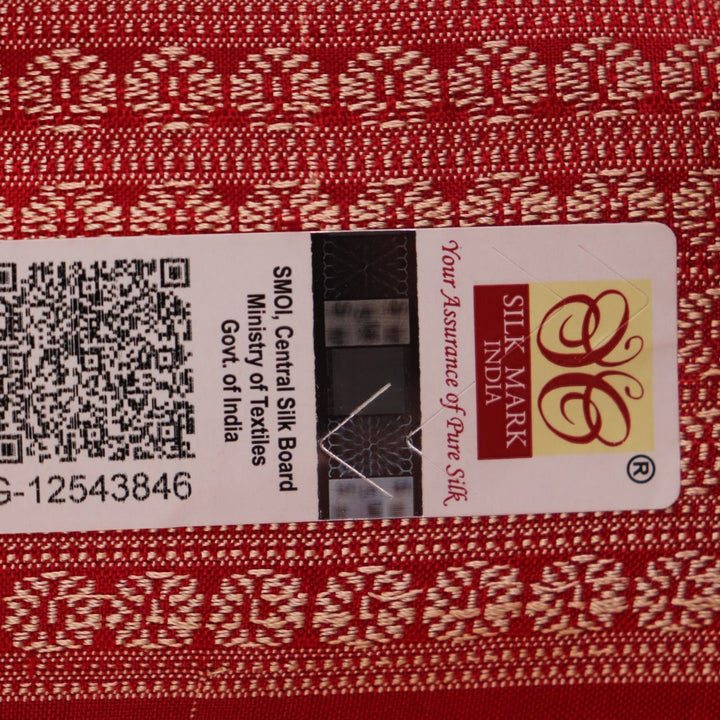 SILK MARK
INDIA
®
Your Assurance of Pure Silk
SMOI, Central Silk Board
Ministry of Textiles
Govt. of India
G-12543846